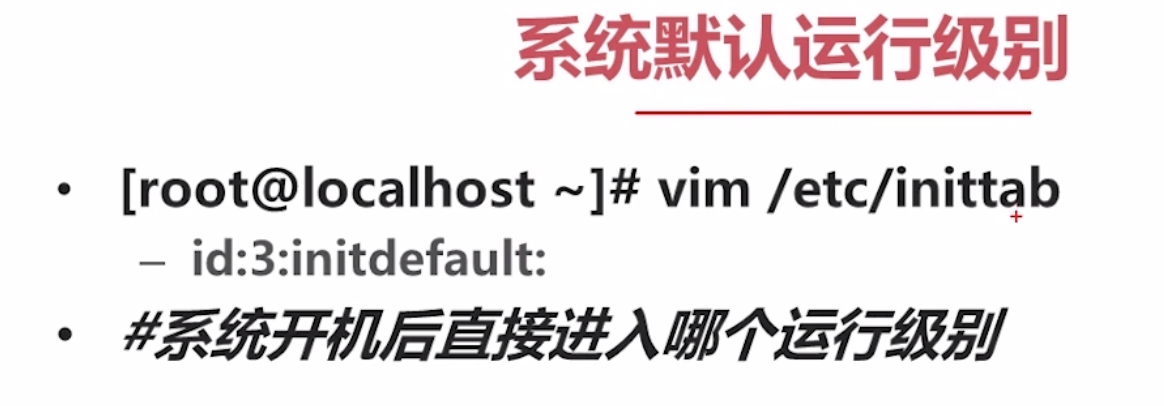 系统默认运行级别
• [root@localhost ~]# vim /etc/inittab
– id:3:initdefault:
• #系统开机后直接进入哪个运行级别